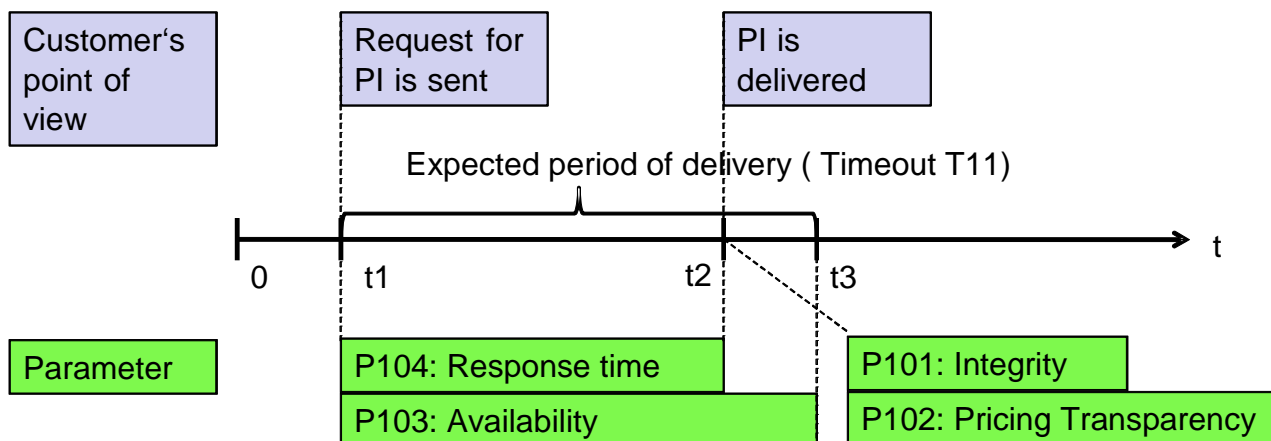 Customer‘s
point of
view
Request for
PI is sent
PI is
delivered
Expected period of delivery ( Timeout T11)
0
t1
t2
t3
t
Parameter
P104: Response time
P103: Availability
P101: Integrity
P102: Pricing Transparency